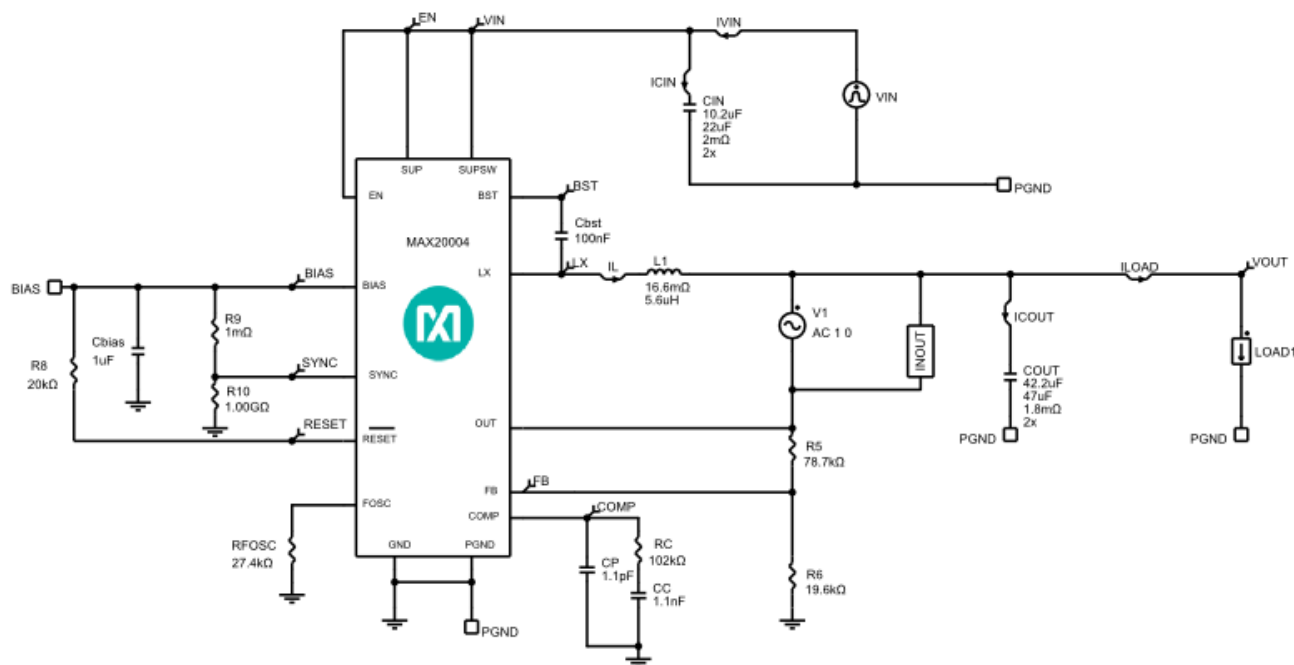 EN
VIN
IVIN
ICIN
CIN
10.2uF
22uF
2mΩ
2x
VIN
PGND
SUP
SUPSW
EN
BST
BST
MAX20004
Cbst
100nF
LX
LX
IL
L1
16.6mΩ
5.6uH
ILOAD
VOUT
BIAS
BIAS
BIAS
R9
1mΩ
Cbias
1uF
R8
20kΩ
SYNC
SYNC
R10
1.00GΩ
RESET
RESET
V1
AC 1 0
INOUT
ICOUT
COUT
42.2uF
47uF
1.8mΩ
2x
LOAD1
PGND
PGND
OUT
R5
78.7kΩ
FB
FB
COMP
COMP
FOSC
RFOSC
27.4kΩ
GND
PGND
PGND
CP
1.1pF
RC
102kΩ
CC
1.1nF
R6
19.6kΩ